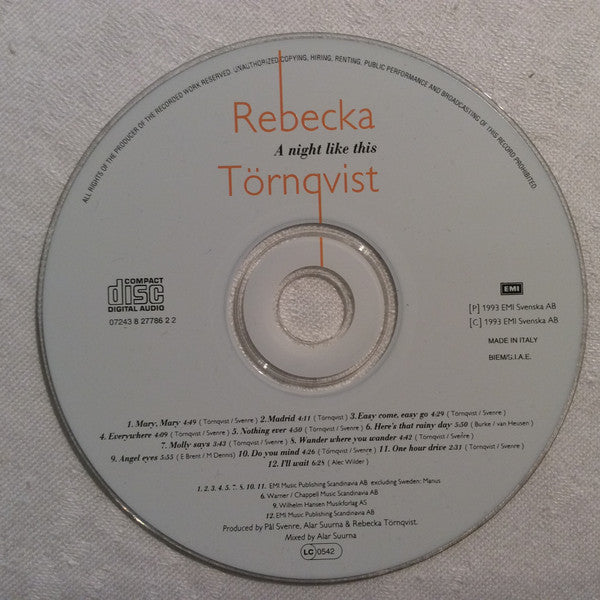 ALL RIGHTS OF THE PRODUCER OF THE RECORDED WORK RESERVED. UNAUTHORIZED COPYING, HIRING, RENTING, PUBLIC PERFORMANCE AND BROADCASTING OF THIS RECORD PROHIBITED.
Rebecka
A night like this
Törnqvist
COMPACT
disc
DIGITAL AUDIO
07243 8 27786 2 2
EMI
[P] 1993 EMI Svenska AB
[C] 1993 EMI Svenska AB
MADE IN ITALY
BIEM/S.I.A.E.
1. Mary, Mary 4:49 ( Törnqvist / Svenre ) 2. Madrid 4:11 ( Törnqvist ) 3. Easy come, easy go 4:29 ( Törnqvist / Svenre )
4. Everywhere 4:09 ( Törnqvist / Svenre ) 5. Nothing ever 4:50 ( Törnqvist / Svenre ) 6. Here's that rainy day 5:50 ( Burke / van Heusen )
7. Molly says 3:43 ( Törnqvist / Svenre ) 8. Wander where you wander 4:42 ( Törnqvist / Svenre )
9. Angel eyes 5:55 ( E Brent / M Dennis ) 10. Do you mind 4:26 ( Törnqvist / Svenre ) 11. One hour drive 2:31 ( Törnqvist / Svenre )
12. I'll wait 6:28 ( Alec Wilder )
1. 2. 3. 4. 5. 7. 8. 10. 11. EMI Music Publishing Scandinavia AB excluding Sweden: Manus
6. Warner / Chappell Music Scandinavia AB
9. Wilhelm Hansen Musikforlag AS
12. EMI Music Publishing Scandinavia AB
Produced by Pål Svenre, Alar Suurna & Rebecka Törnqvist.
Mixed by Alar Suurna
LC 0542